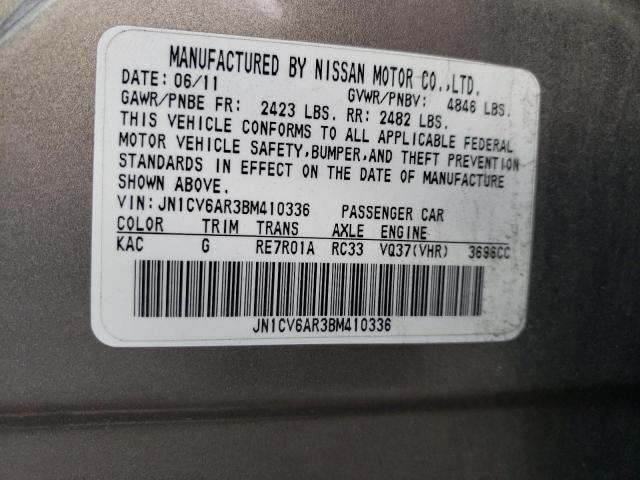 MANUFACTURED BY NISSAN MOTOR CO.,LTD.
DATE: 06/11 GVWR/PNBV: 4846 LBS.
GAWR/PNBE FR: 2423 LBS. RR: 2482 LBS.
THIS VEHICLE CONFORMS TO ALL APPLICABLE FEDERAL
MOTOR VEHICLE SAFETY,BUMPER,AND THEFT PREVENTION
STANDARDS IN EFFECT ON THE DATE OF MANUFACTURE
SHOWN ABOVE.
VIN:JN1CV6AR3BM410336 PASSENGER CAR
COLOR TRIM TRANS AXLE ENGINE
KAC G RE7R01A RC33 VQ37(VHR) 3696CC
JN1CV6AR3BM410336